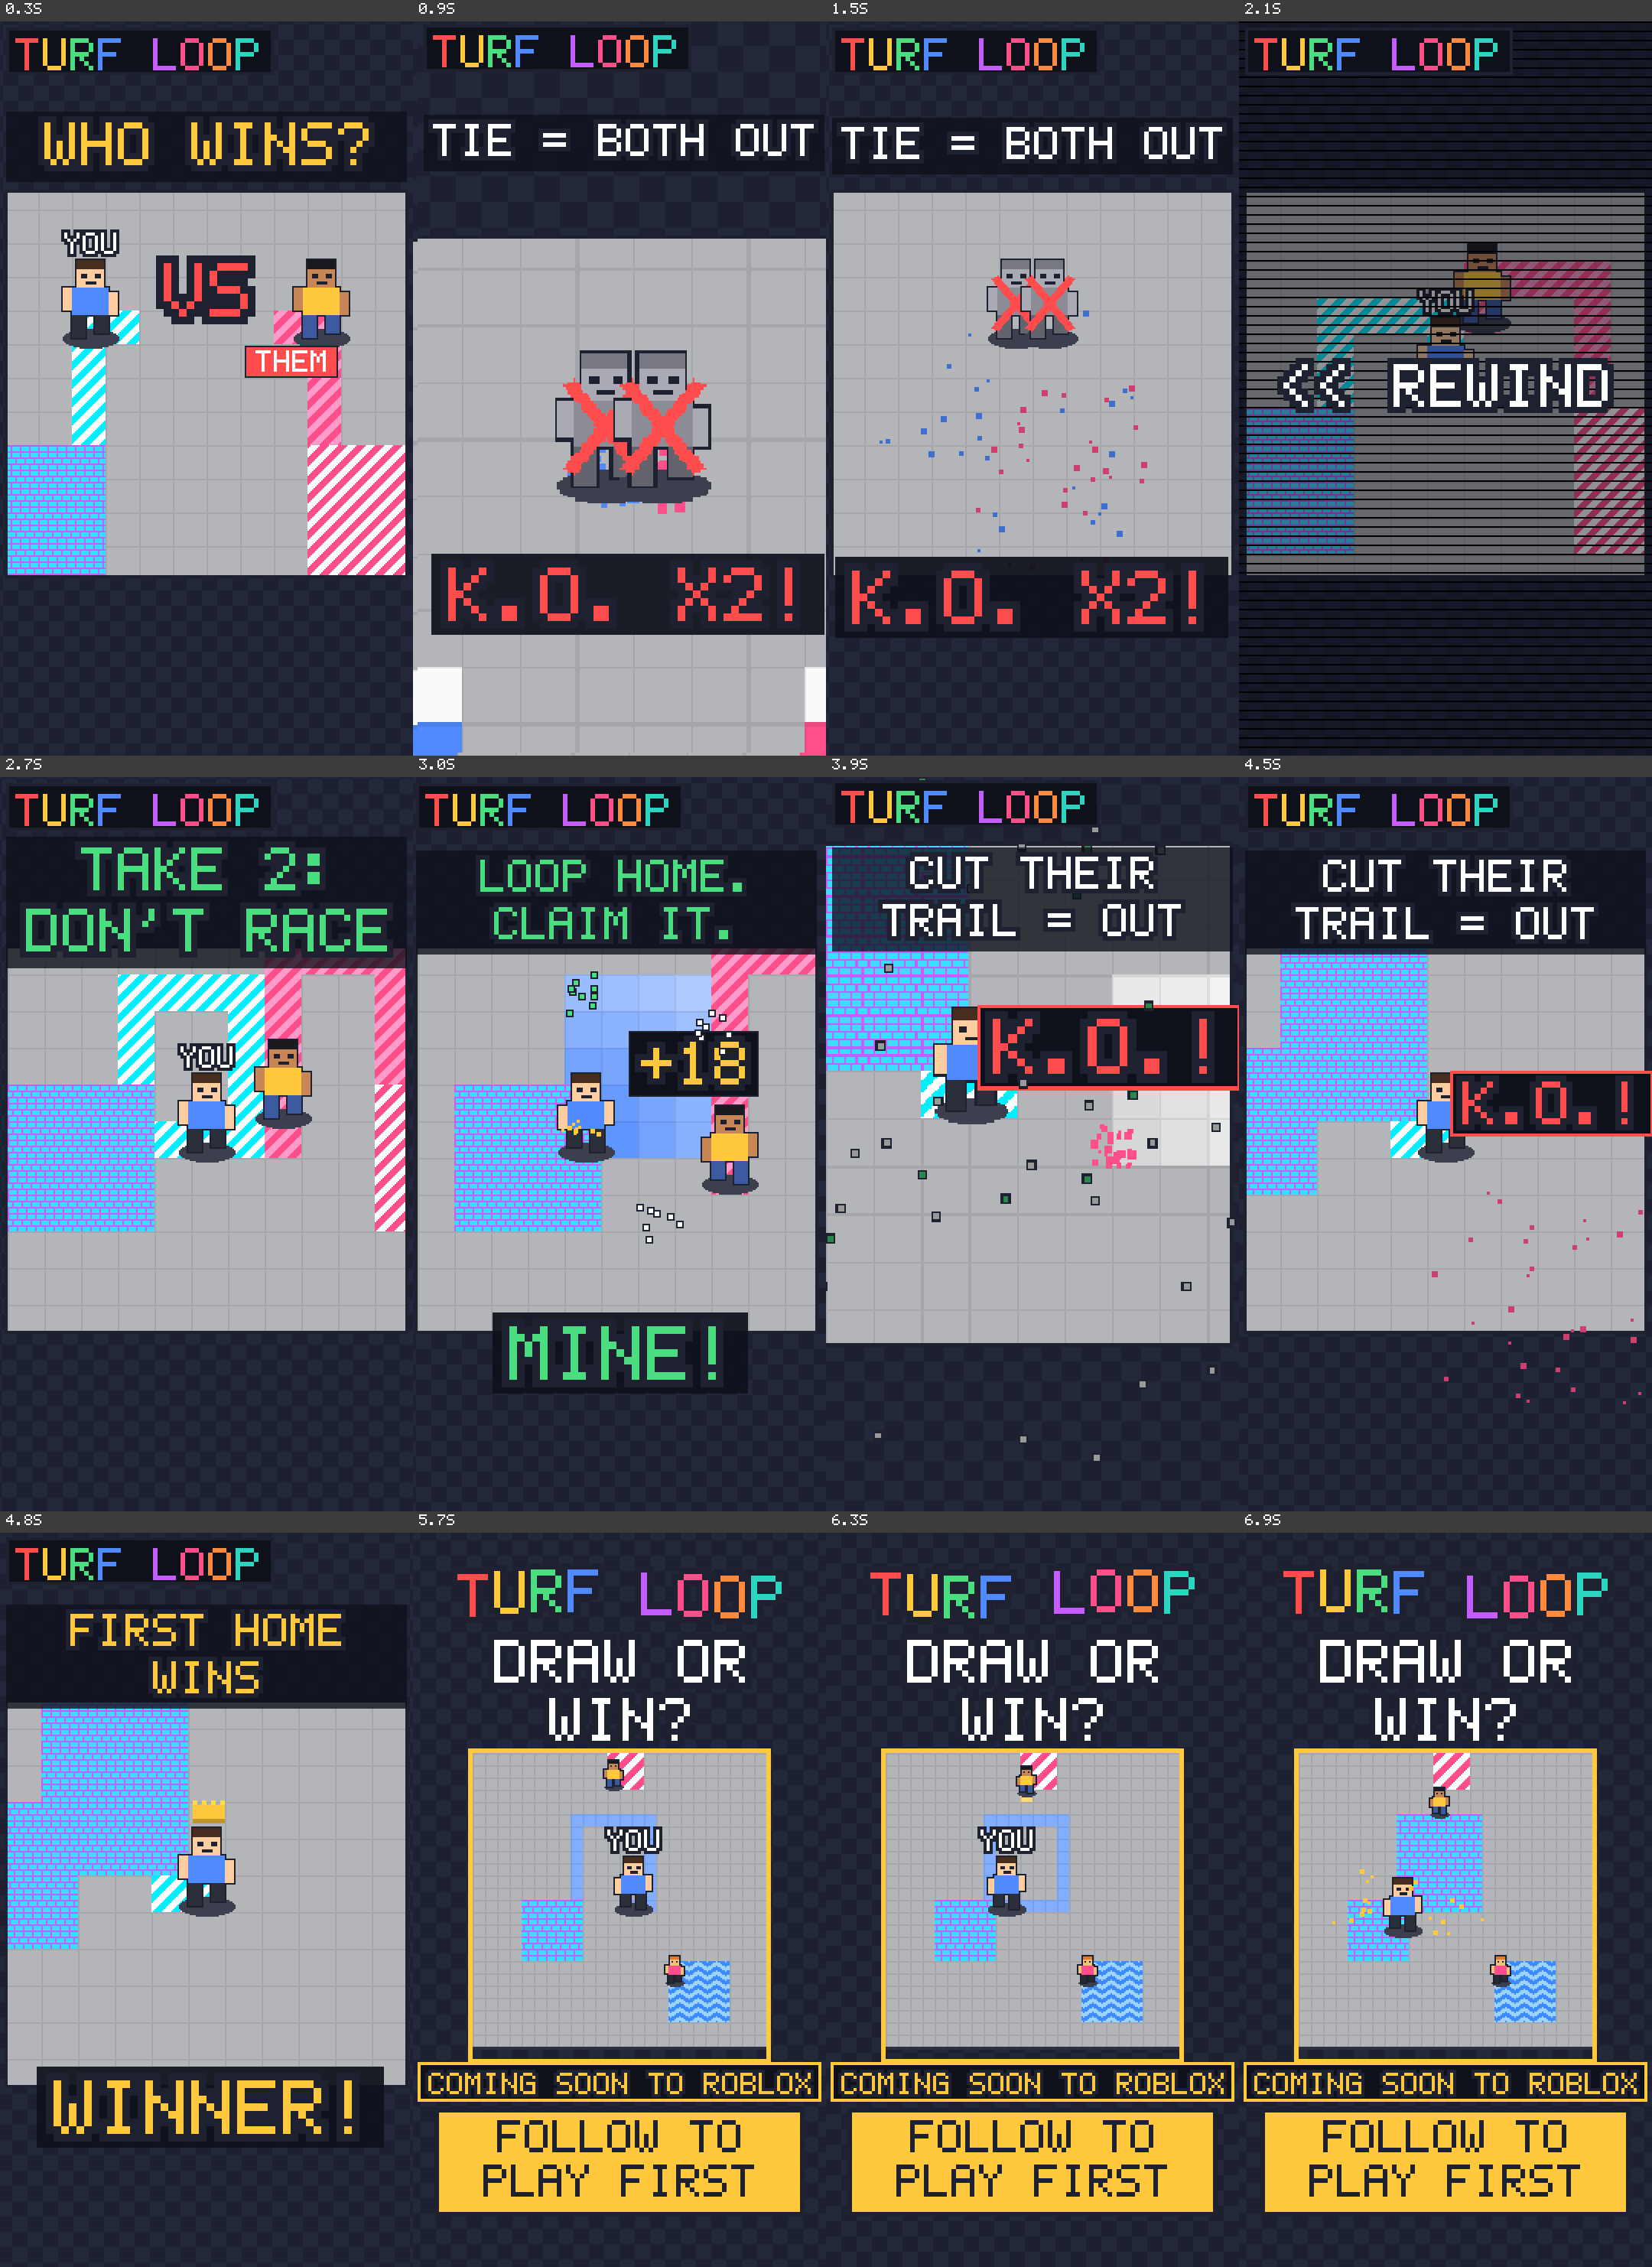 0.3S
TURF LOOP
WHO WINS?
YOU
VS
THEM
0.9S
TURF LOOP
TIE = BOTH OUT
K.O. X2!
1.5S
TURF LOOP
TIE = BOTH OUT
K.O. X2!
2.1S
TURF LOOP
YOU
<< REWIND
2.7S
TURF LOOP
TAKE 2:
DON'T RACE
YOU
3.0S
TURF LOOP
LOOP HOME.
CLAIM IT.
+18
MINE!
3.9S
TURF LOOP
CUT THEIR
TRAIL = OUT
K.O.!
4.5S
TURF LOOP
CUT THEIR
TRAIL = OUT
K.O.!
4.8S
TURF LOOP
FIRST HOME
WINS
WINNER!
5.7S
TURF LOOP
DRAW OR
WIN?
YOU
COMING SOON TO ROBLOX
FOLLOW TO
PLAY FIRST
6.3S
TURF LOOP
DRAW OR
WIN?
YOU
COMING SOON TO ROBLOX
FOLLOW TO
PLAY FIRST
6.9S
TURF LOOP
DRAW OR
WIN?
COMING SOON TO ROBLOX
FOLLOW TO
PLAY FIRST